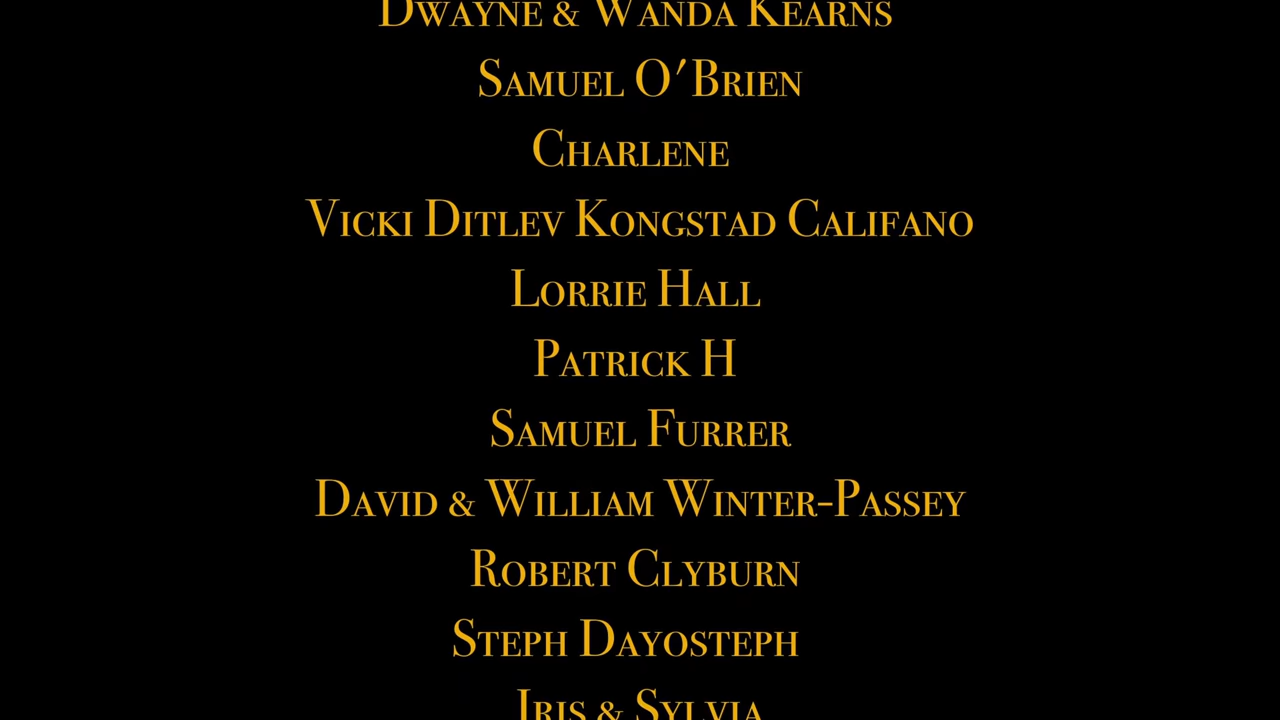 Dwayne & Wanda Kearns
Samuel O'Brien
Charlene
Vicki Ditlev Kongstad Califano
Lorrie Hall
Patrick H
Samuel Furrer
David & William Winter-Passey
Robert Clyburn
Steph Dayosteph
Iris & Sylvia